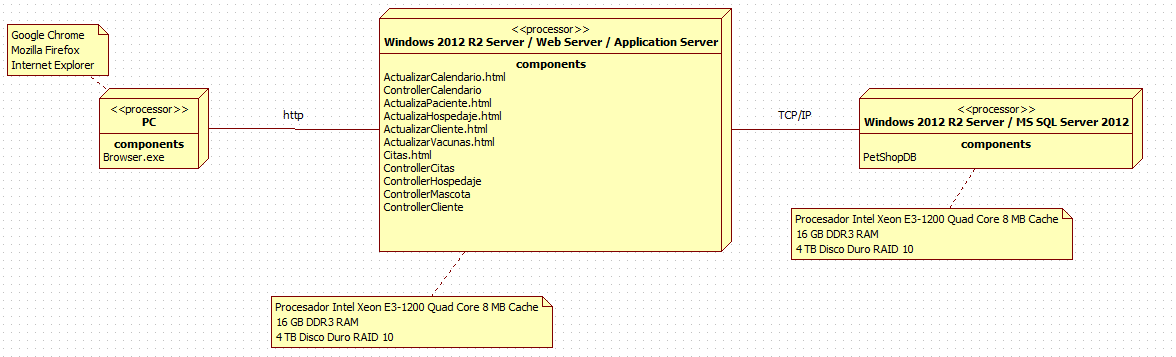 Google Chrome
Mozilla Firefox
Internet Explorer
<<processor>>
PC
components
Browser.exe
http
<<processor>>
Windows 2012 R2 Server / Web Server / Application Server
components
ActualizarCalendario.html
ControllerCalendario
ActualizaPaciente.html
ActualizaHospedaje.html
ActualizarCliente.html
ActualizarVacunas.html
Citas.html
ControllerCitas
ControllerHospedaje
ControllerMascota
ControllerCliente
TCP/IP
<<processor>>
Windows 2012 R2 Server / MS SQL Server 2012
components
PetShopDB
Procesador Intel Xeon E3-1200 Quad Core 8 MB Cache
16 GB DDR3 RAM
4 TB Disco Duro RAID 10
Procesador Intel Xeon E3-1200 Quad Core 8 MB Cache
16 GB DDR3 RAM
4 TB Disco Duro RAID 10